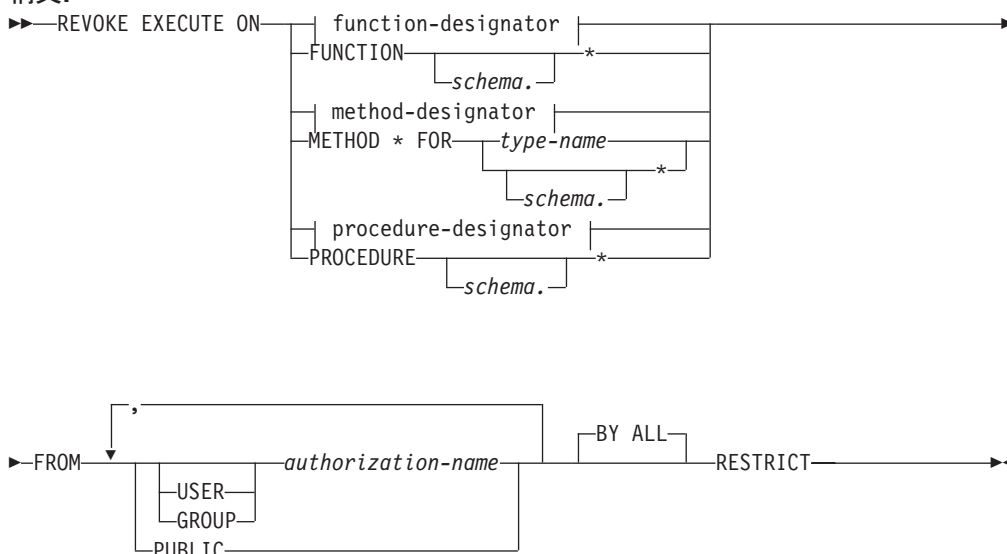 REVOKE EXECUTE ON function-designator
FUNCTION *
schema.
method-designator
METHOD * FOR type-name
*
schema.
procedure-designator
PROCEDURE *
schema.
,
BY ALL
FROM authorization-name RESTRICT
USER
GROUP
PUBLIC